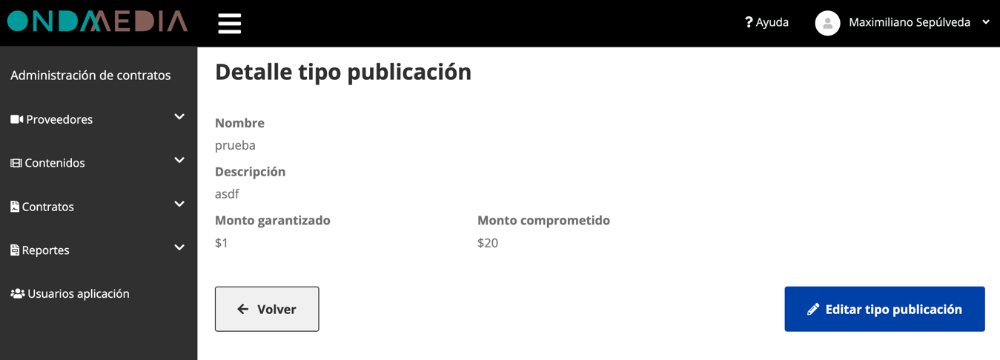 ONDAMEDIA
? Ayuda
Maximiliano Sepúlveda
Administración de contratos
Proveedores
Contenidos
Contratos
Reportes
Usuarios aplicación
Detalle tipo publicación
Nombre
prueba
Descripción
asdf
Monto garantizado Monto comprometido
$1 $20
Volver
Editar tipo publicación